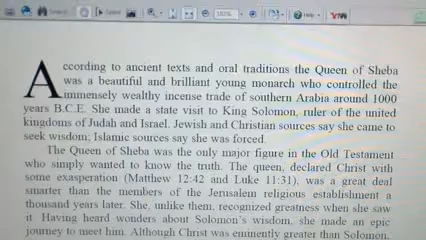 Search
Select
100%
Help
According to ancient texts and oral traditions the Queen of Sheba
was a beautiful and brilliant young monarch who controlled the
immensely wealthy incense trade of southern Arabia around 1000
years B.C.E. She made a state visit to King Solomon, ruler of the united
kingdoms of Judah and Israel. Jewish and Christian sources say she came to
seek wisdom; Islamic sources say she was forced.
The Queen of Sheba was the only major figure in the Old Testament
who simply wanted to know the truth. The queen, declared Christ with
some exasperation (Matthew 12:42 and Luke 11:31), was a great deal
smarter than the members of the Jerusalem religious establishment a
thousand years later. She, unlike them, recognized greatness when she saw
it. Having heard wonders about Solomon's wisdom, she made an epic
journey to meet him. Although Christ was eminently greater than Solomon,